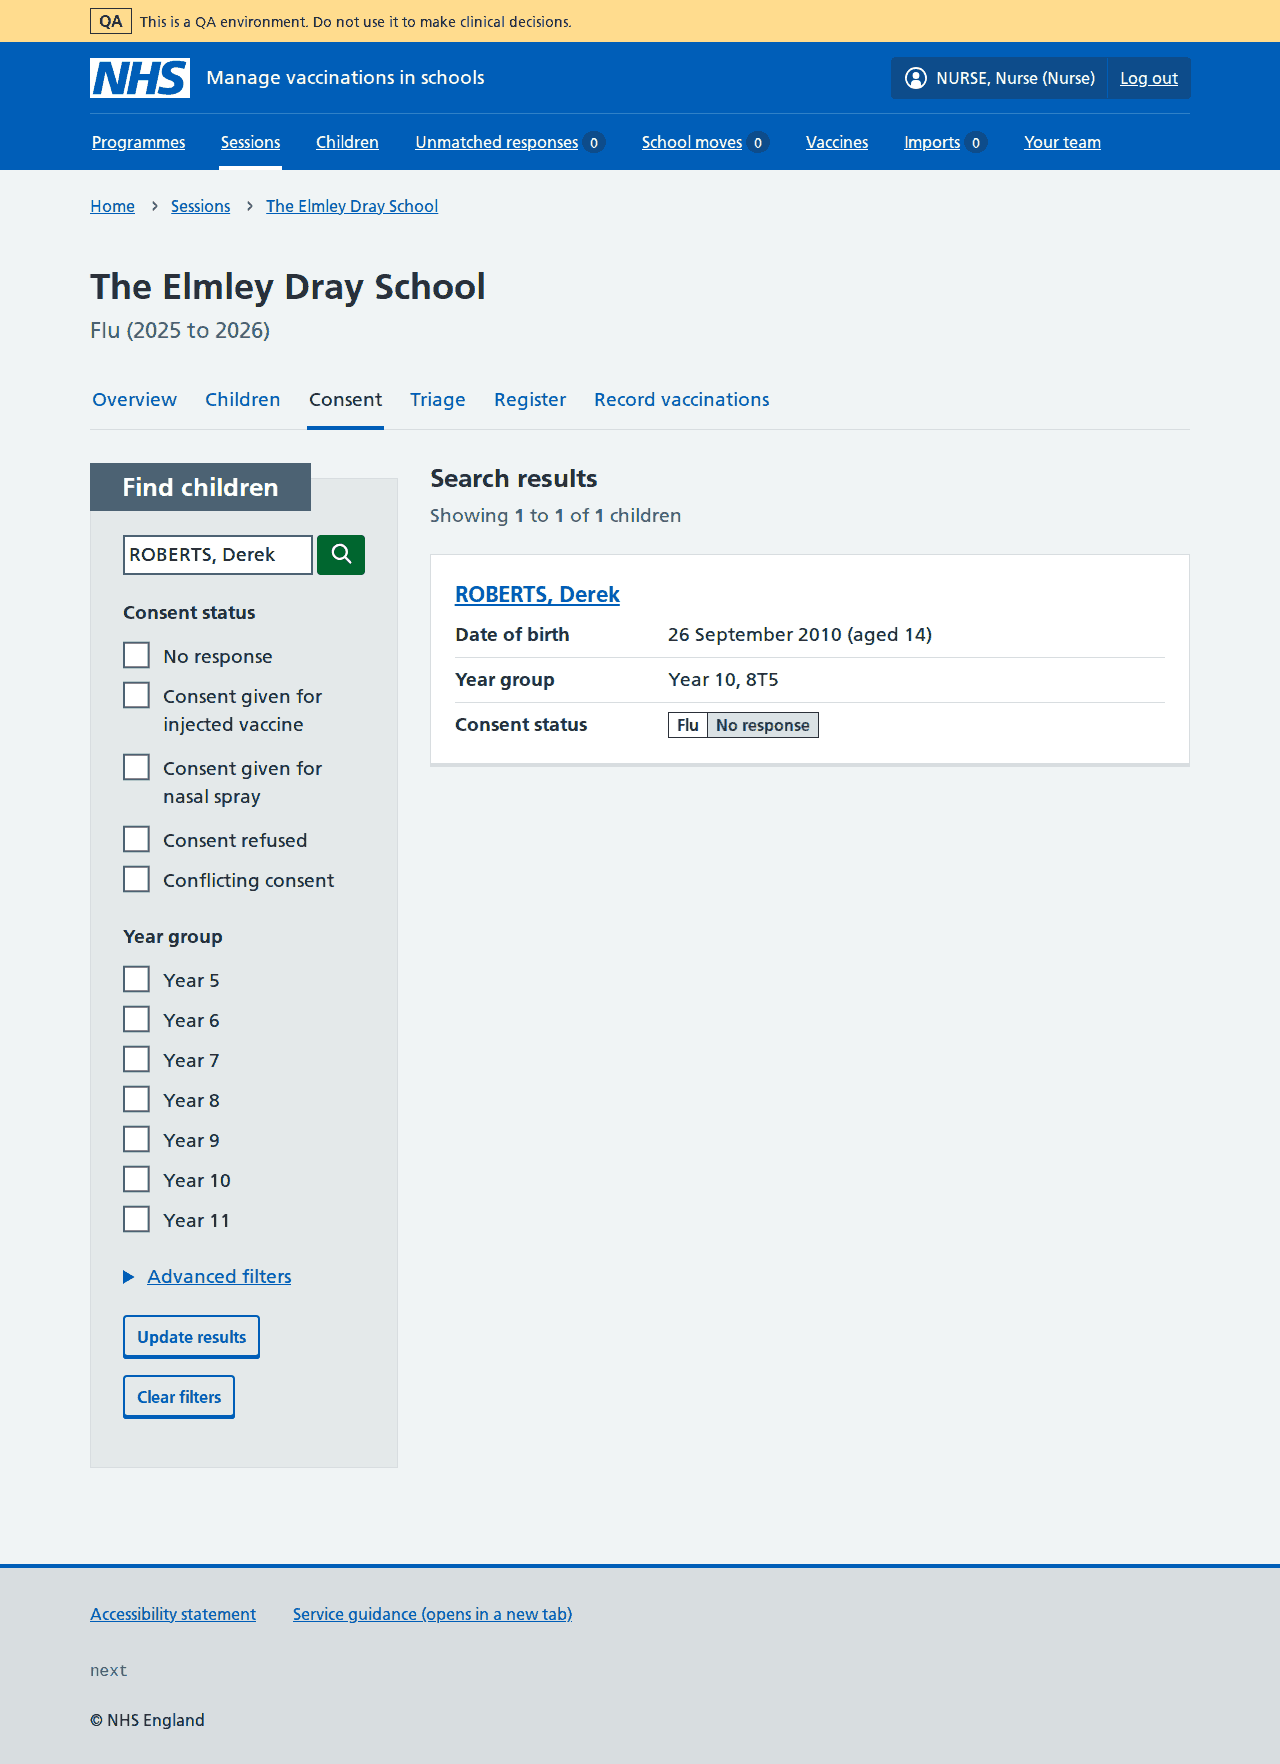 QA This is a QA environment. Do not use it to make clinical decisions.
NHS Manage vaccinations in schools NURSE, Nurse (Nurse) Log out
Programmes Sessions Children Unmatched responses 0 School moves 0 Vaccines Imports 0 Your team
Home Sessions The Elmley Dray School
The Elmley Dray School
Flu (2025 to 2026)
Overview Children Consent Triage Register Record vaccinations
Find children
ROBERTS, Derek
Consent status
No response
Consent given for
injected vaccine
Consent given for
nasal spray
Consent refused
Conflicting consent
Year group
Year 5
Year 6
Year 7
Year 8
Year 9
Year 10
Year 11
Advanced filters
Update results
Clear filters
Search results
Showing 1 to 1 of 1 children
ROBERTS, Derek
Date of birth 26 September 2010 (aged 14)
Year group Year 10, 8T5
Consent status Flu No response
Accessibility statement Service guidance (opens in a new tab)
next
© NHS England